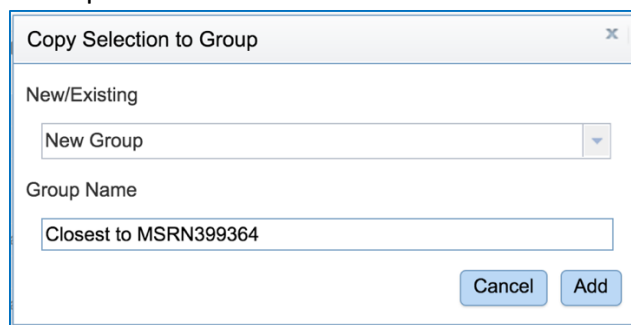 Copy Selection to Group
x
New/Existing
New Group
Group Name
Closest to MSRN399364
Cancel Add